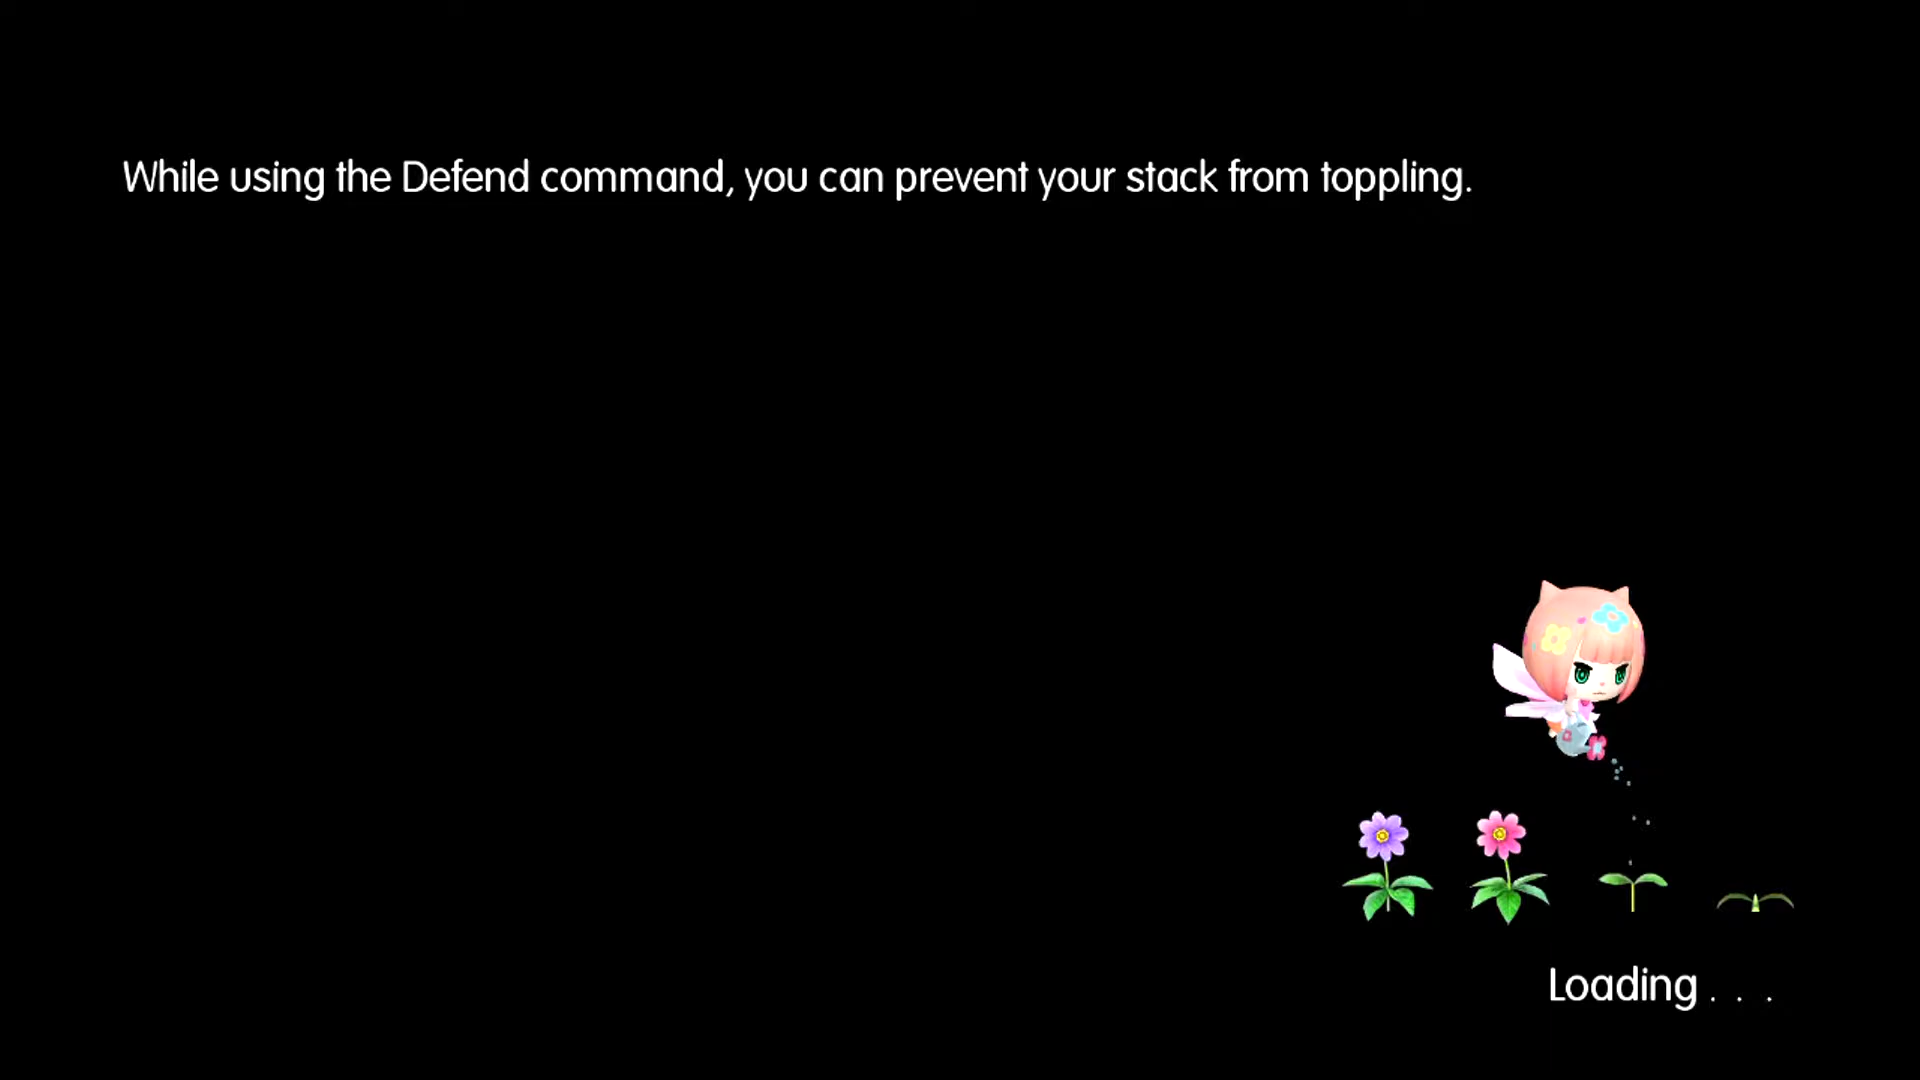 While using the Defend command, you can prevent your stack from toppling.
Loading . . .